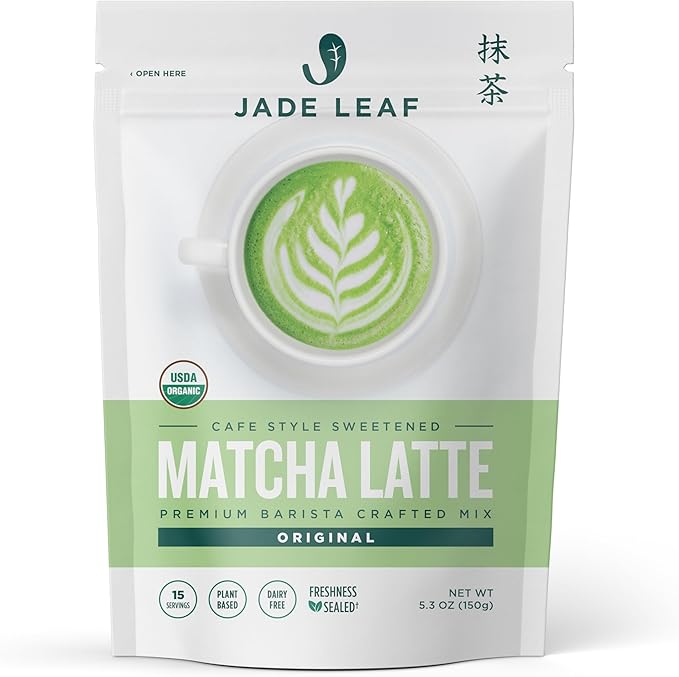 ‹ OPEN HERE
抹茶
JADE LEAF
USDA
ORGANIC
CAFE STYLE SWEETENED
MATCHA LATTE
PREMIUM BARISTA CRAFTED MIX
ORIGINAL
15
SERVINGS
PLANT
BASED
DAIRY
FREE
FRESHNESS
SEALED†
NET WT
5.3 OZ (150g)